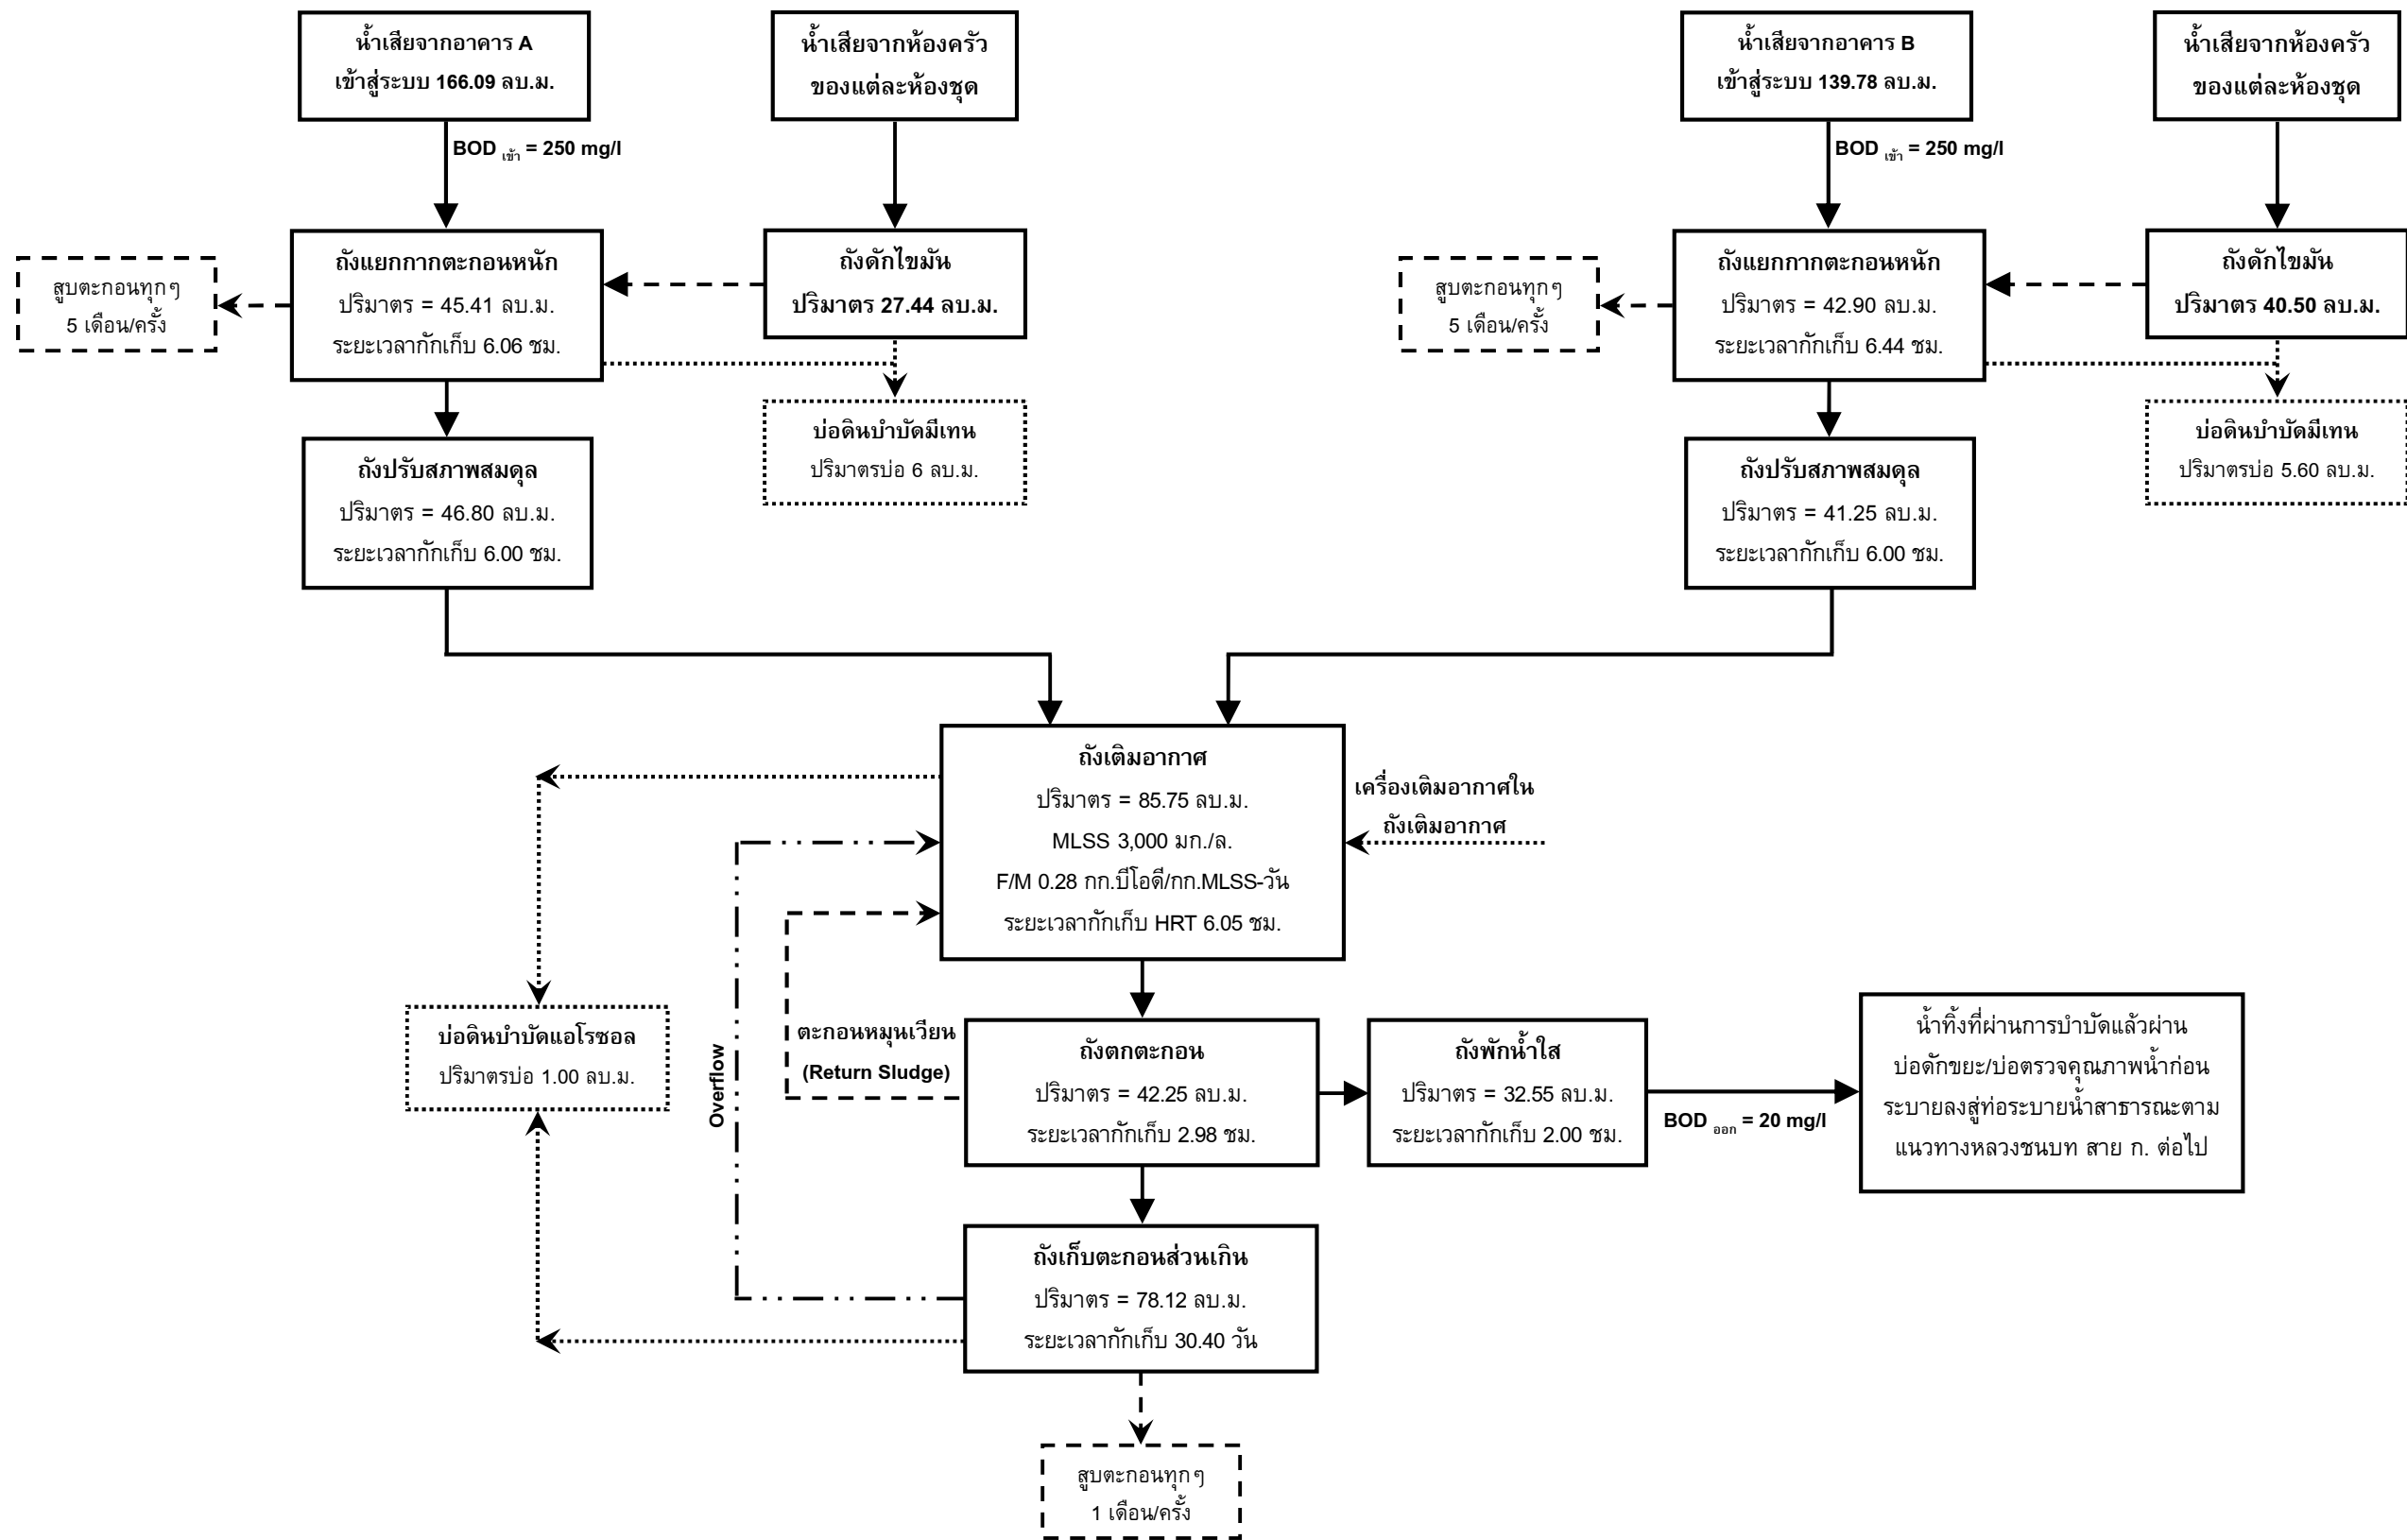 น้ำเสียจากอาคาร A
เข้าสู่ระบบ 166.09 ลบ.ม.
น้ำเสียจากห้องครัว
ของแต่ละห้องชุด
น้ำเสียจากอาคาร B
เข้าสู่ระบบ 139.78 ลบ.ม.
น้ำเสียจากห้องครัว
ของแต่ละห้องชุด
BOD เข้า = 250 mg/l
BOD เข้า = 250 mg/l
สูบตะกอนทุกๆ
5 เดือน/ครั้ง
ถังแยกกากตะกอนหนัก
ปริมาตร = 45.41 ลบ.ม.
ระยะเวลากักเก็บ 6.06 ชม.
ถังดักไขมัน
ปริมาตร 27.44 ลบ.ม.
สูบตะกอนทุกๆ
5 เดือน/ครั้ง
ถังแยกกากตะกอนหนัก
ปริมาตร = 42.90 ลบ.ม.
ระยะเวลากักเก็บ 6.44 ชม.
ถังดักไขมัน
ปริมาตร 40.50 ลบ.ม.
ถังปรับสภาพสมดุล
ปริมาตร = 46.80 ลบ.ม.
ระยะเวลากักเก็บ 6.00 ชม.
บ่อดินบำบัดมีเทน
ปริมาตรบ่อ 6 ลบ.ม.
ถังปรับสภาพสมดุล
ปริมาตร = 41.25 ลบ.ม.
ระยะเวลากักเก็บ 6.00 ชม.
บ่อดินบำบัดมีเทน
ปริมาตรบ่อ 5.60 ลบ.ม.
ถังเติมอากาศ
ปริมาตร = 85.75 ลบ.ม.
MLSS 3,000 มก./ล.
F/M 0.28 กก.บีโอดี/กก.MLSS-วัน
ระยะเวลากักเก็บ HRT 6.05 ชม.
เครื่องเติมอากาศใน
ถังเติมอากาศ
บ่อดินบำบัดแอโรซอล
ปริมาตรบ่อ 1.00 ลบ.ม.
Overflow
ตะกอนหมุนเวียน
(Return Sludge)
ถังตกตะกอน
ปริมาตร = 42.25 ลบ.ม.
ระยะเวลากักเก็บ 2.98 ชม.
ถังพักน้ำใส
ปริมาตร = 32.55 ลบ.ม.
ระยะเวลากักเก็บ 2.00 ชม.
BOD ออก = 20 mg/l
น้ำทิ้งที่ผ่านการบำบัดแล้วผ่าน
บ่อดักขยะ/บ่อตรวจคุณภาพน้ำก่อน
ระบายลงสู่ท่อระบายน้ำสาธารณะตาม
แนวทางหลวงชนบท สาย ก. ต่อไป
ถังเก็บตะกอนส่วนเกิน
ปริมาตร = 78.12 ลบ.ม.
ระยะเวลากักเก็บ 30.40 วัน
สูบตะกอนทุกๆ
1 เดือน/ครั้ง